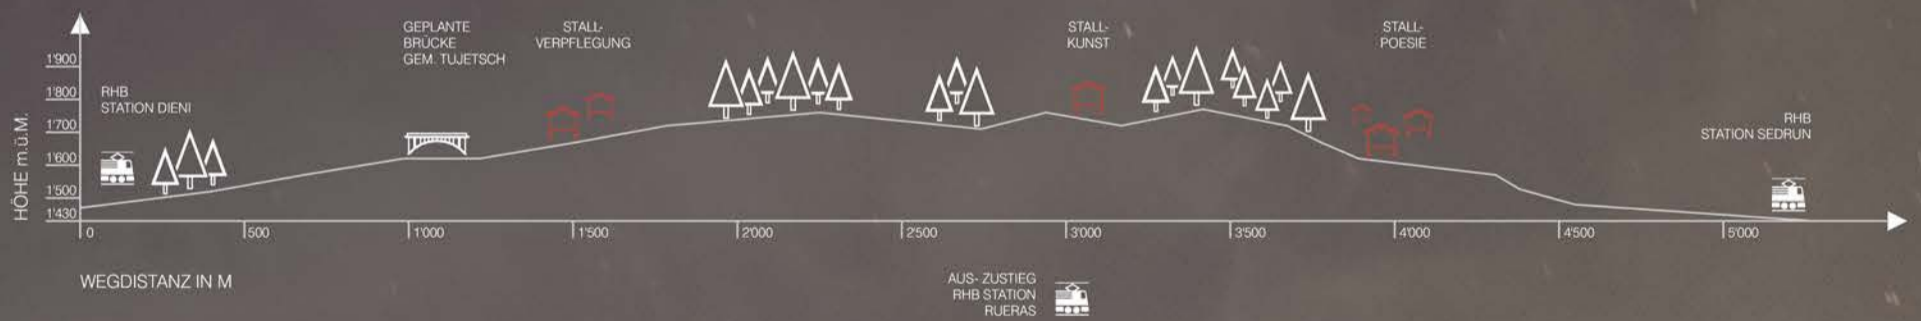 GEPLANTE
BRÜCKE
GEM. TUJETSCH
STALL-
VERPFLEGUNG
STALL-
KUNST
STALL-
POESIE
HÖHE m.ü.M.
1'900
1'800
1'700
1'600
1'500
1'430
RHB
STATION DIENI
RHB
STATION SEDRUN
0
500
1'000
1'500
2'000
2'500
3'000
3'500
4'000
4'500
5'000
WEGDISTANZ IN M
AUS- ZUSTIEG
RHB STATION
RUERAS